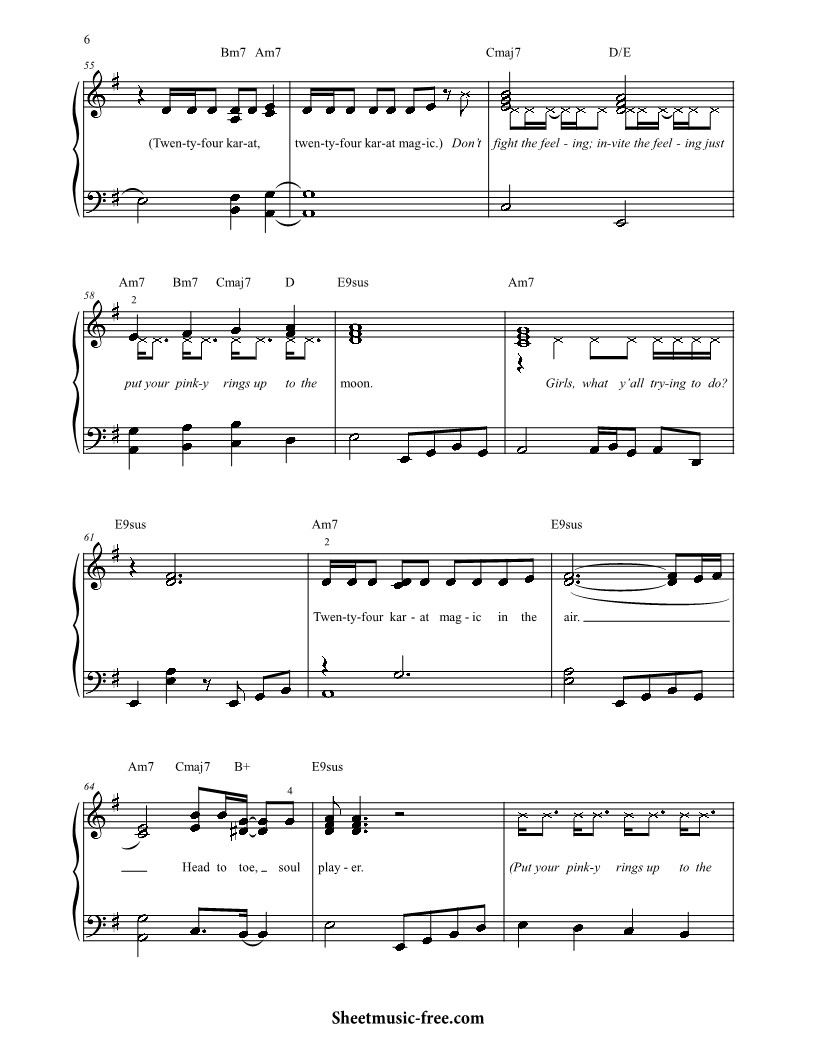 6
Bm7 Am7 Cmaj7 D/E
55
(Twen-ty-four kar-at, twen-ty-four kar-at mag-ic.) Don't fight the feel - ing; in-vite the feel - ing just
Am7 Bm7 Cmaj7 D E9sus Am7
58
2
put your pink-y rings up to the moon. Girls, what y'all try-ing to do?
E9sus Am7 E9sus
61
2
Twen-ty-four kar - at mag - ic in the air.
Am7 Cmaj7 B+ E9sus
64
4
Head to toe, soul play - er. (Put your pink-y rings up to the
Sheetmusic-free.com